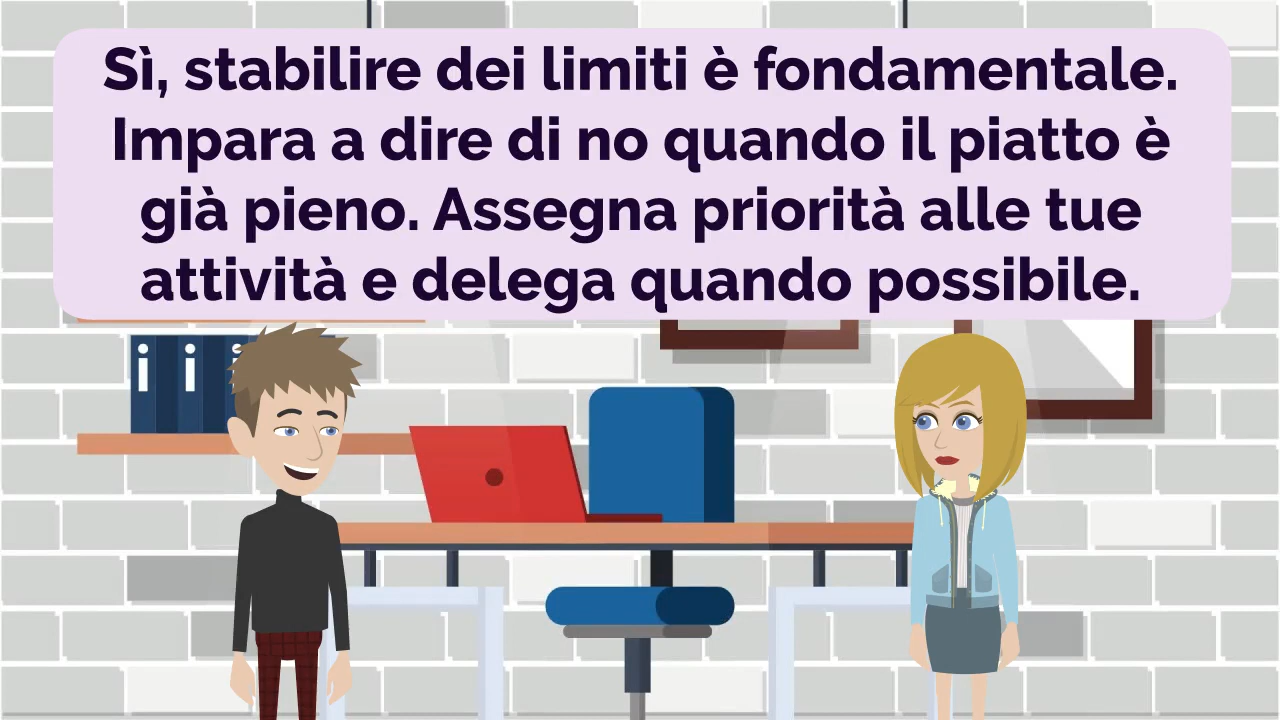 Sì, stabilire dei limiti è fondamentale.
Impara a dire di no quando il piatto è
già pieno. Assegna priorità alle tue
attività e delega quando possibile.